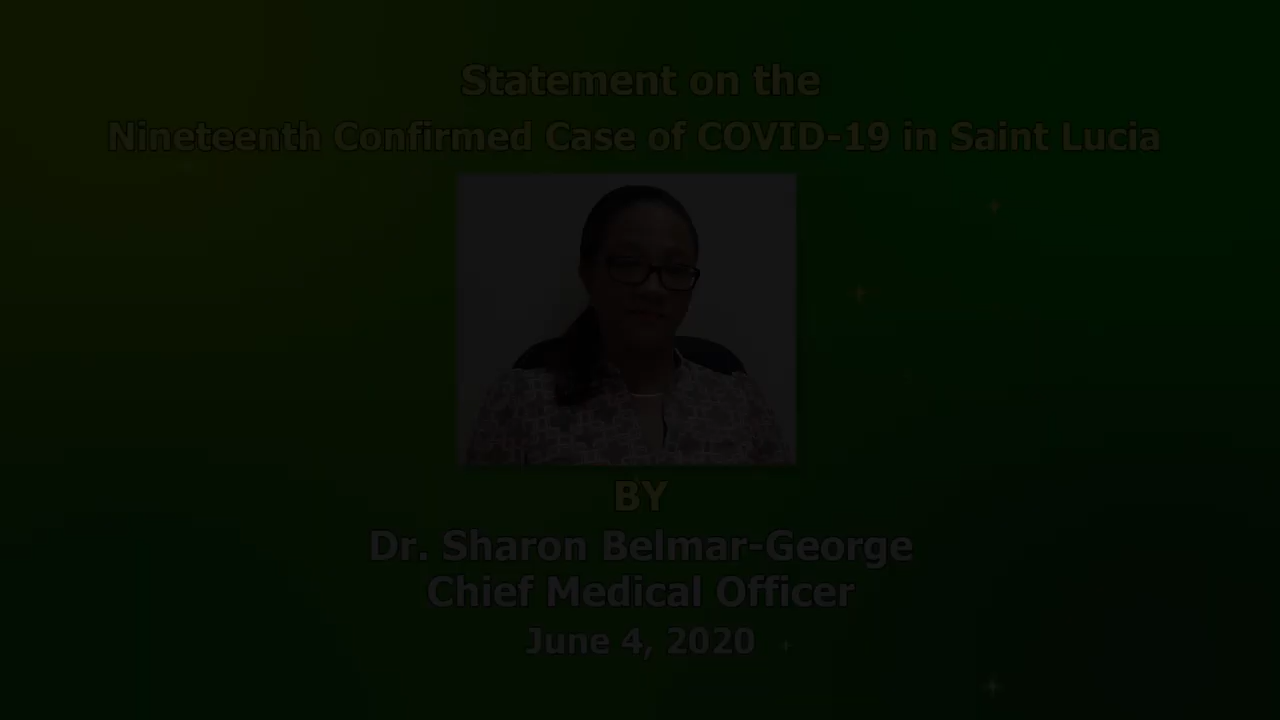 Statement on the
Nineteenth Confirmed Case of COVID-19 in Saint Lucia
BY
Dr. Sharon Belmar-George
Chief Medical Officer
June 4, 2020